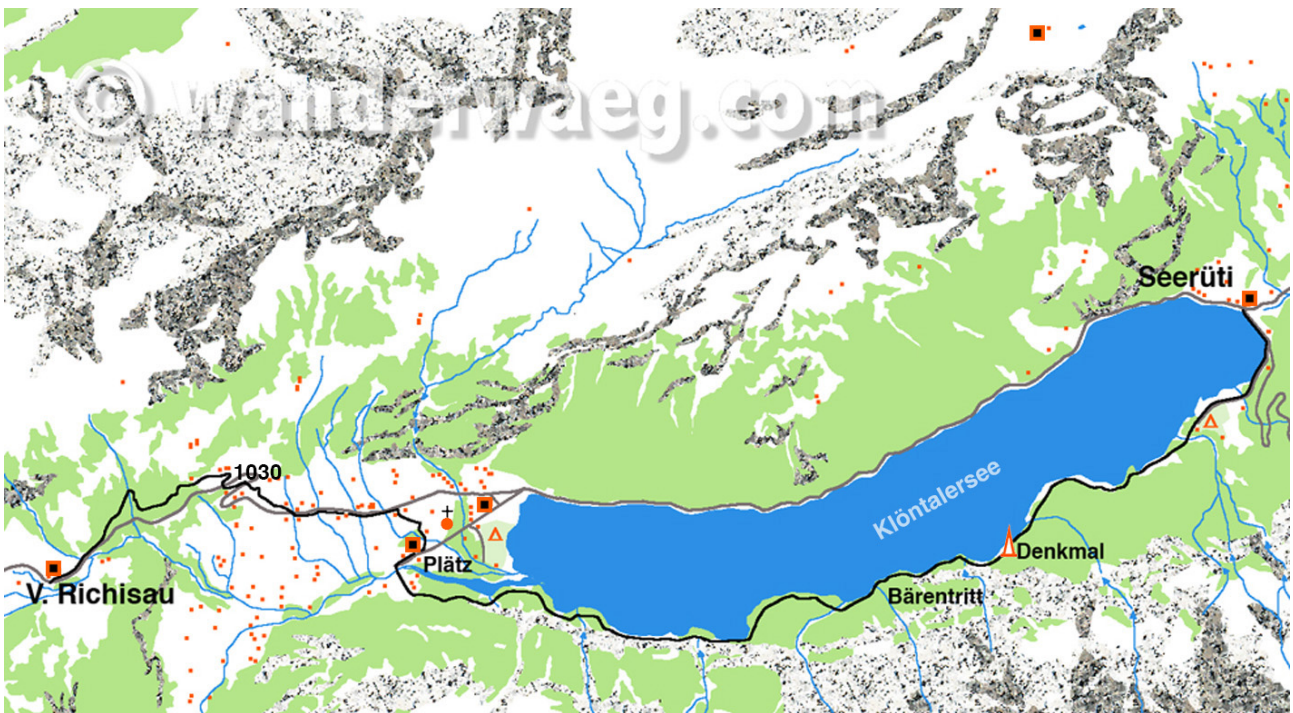 © wanderwaeg.com
Seerüti
1030
Klöntalersee
Plätz
Denkmal
V. Richisau
Bärentritt